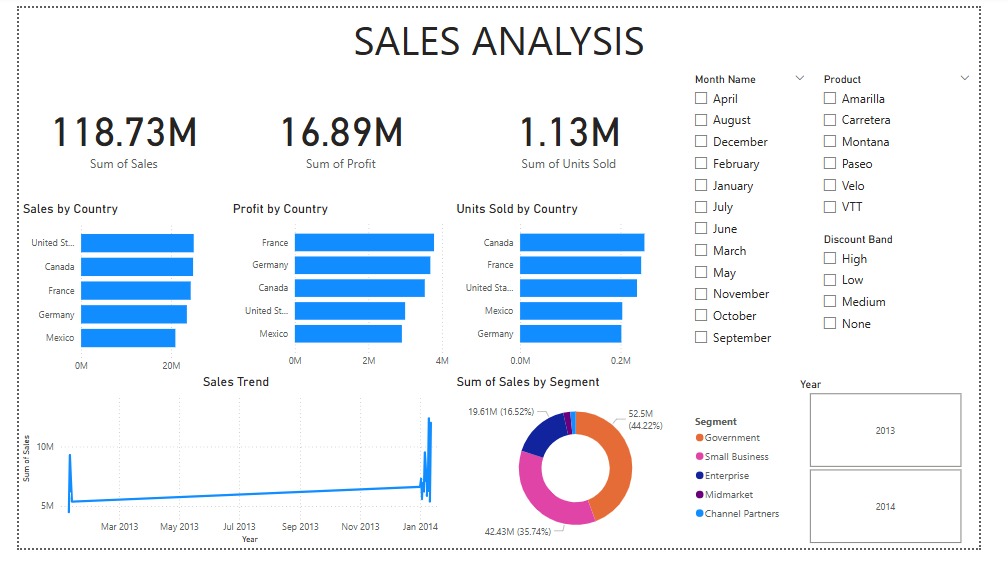 SALES ANALYSIS
118.73M
Sum of Sales
16.89M
Sum of Profit
1.13M
Sum of Units Sold
Month Name
April
August
December
February
January
July
June
March
May
November
October
September
Product
Amarilla
Carretera
Montana
Paseo
Velo
VTT
Discount Band
High
Low
Medium
None
Sales by Country
United St...
Canada
France
Germany
Mexico
0M 20M
Profit by Country
France
Germany
Canada
United St...
Mexico
0M 2M 4M
Units Sold by Country
Canada
France
United Sta...
Mexico
Germany
0.0M 0.2M
Sales Trend
Sum of Sales
10M
5M
Mar 2013 May 2013 Jul 2013 Sep 2013 Nov 2013 Jan 2014
Year
Sum of Sales by Segment
19.61M (16.52%)
52.5M
(44.22%)
42.43M (35.74%)
Segment
Government
Small Business
Enterprise
Midmarket
Channel Partners
Year
2013
2014